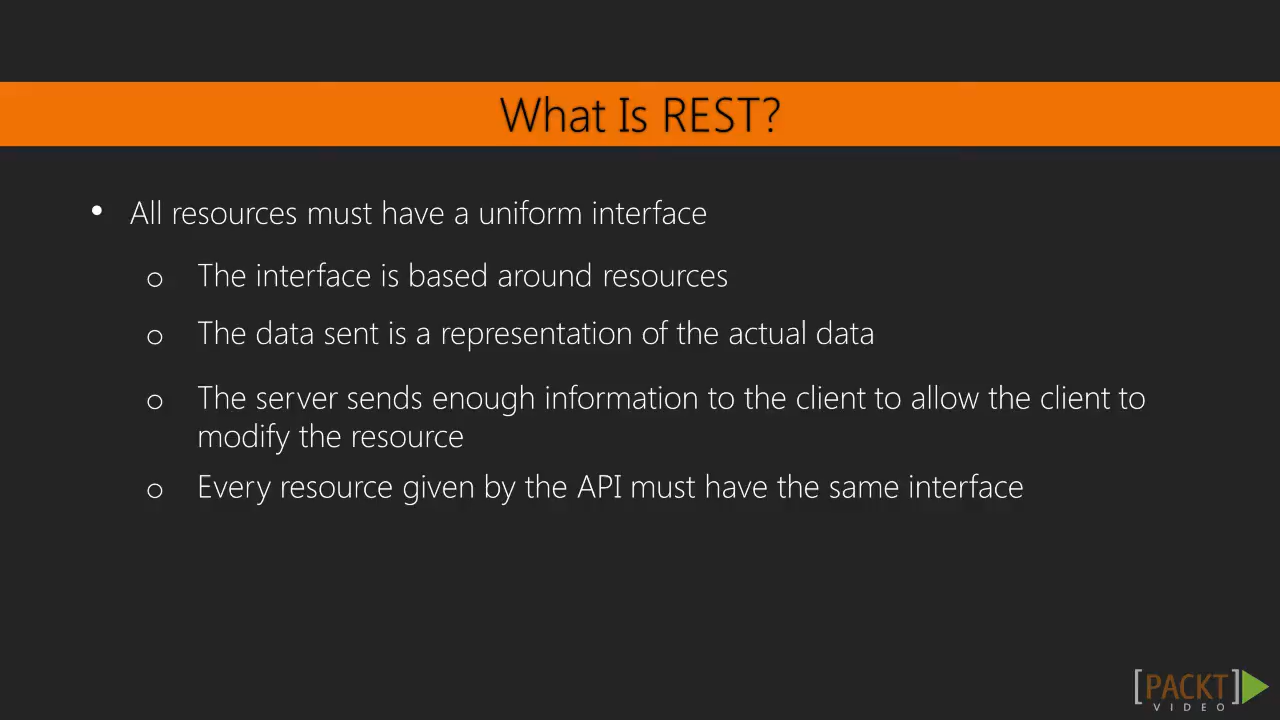 What Is REST?
• All resources must have a uniform interface
o The interface is based around resources
o The data sent is a representation of the actual data
o The server sends enough information to the client to allow the client to
modify the resource
o Every resource given by the API must have the same interface
[PACKT]
VIDEO